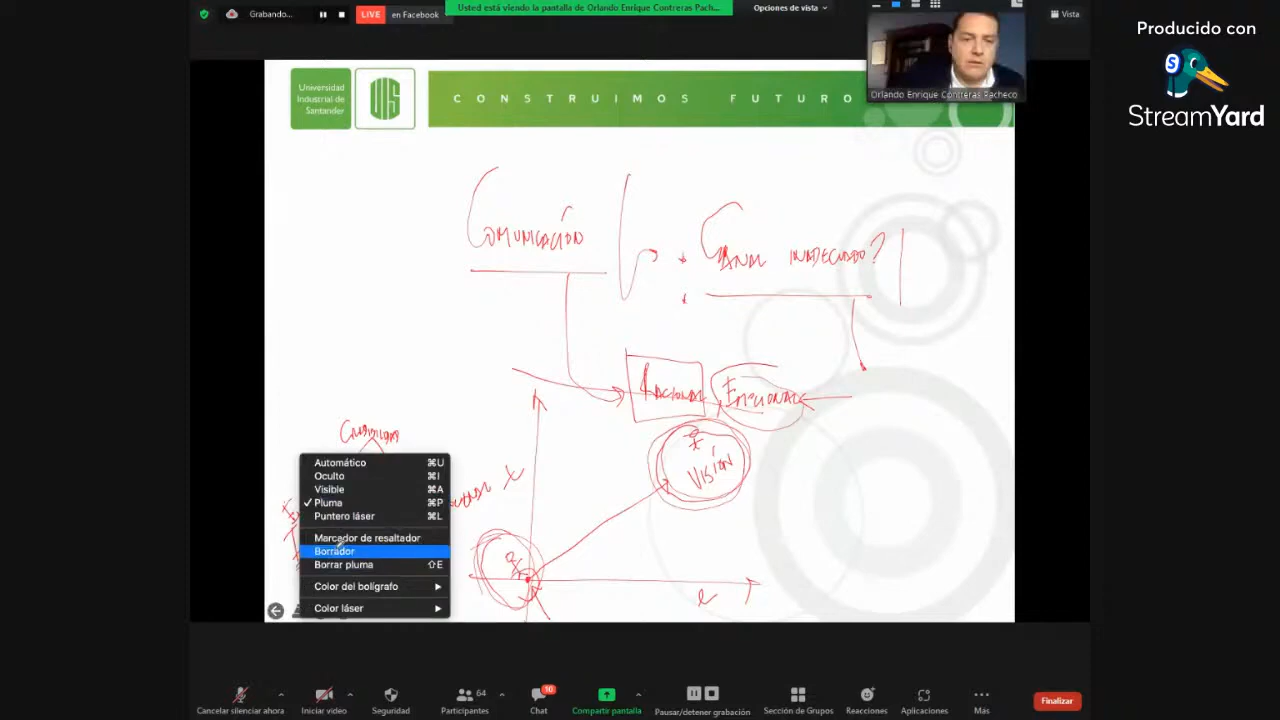 Grabando...
LIVE en Facebook
Usted está viendo la pantalla de Orlando Enrique Contreras Pach...
Opciones de vista
Vista
Producido con
StreamYard
Orlando Enrique Contreras Pacheco
Universidad
Industrial de
Santander
UIS
CONSTRUIMOS FUTURO
COMUNICACIÓN
CANAL INADECUADO?
RACIONAL
EMOCIONAL
VISIÓN
Automático ⌘U
Oculto ⌘I
Visible ⌘A
✓ Pluma ⌘P
Puntero láser ⌘L
Marcador de resaltador
Borrador
Borrar pluma ⇧E
Color del bolígrafo
Color láser
Cancelar silenciar ahora
Iniciar video
Seguridad
Participantes 64
Chat 10
Compartir pantalla
Pausar/detener grabación
Sección de Grupos
Reacciones
Aplicaciones
Más
Finalizar